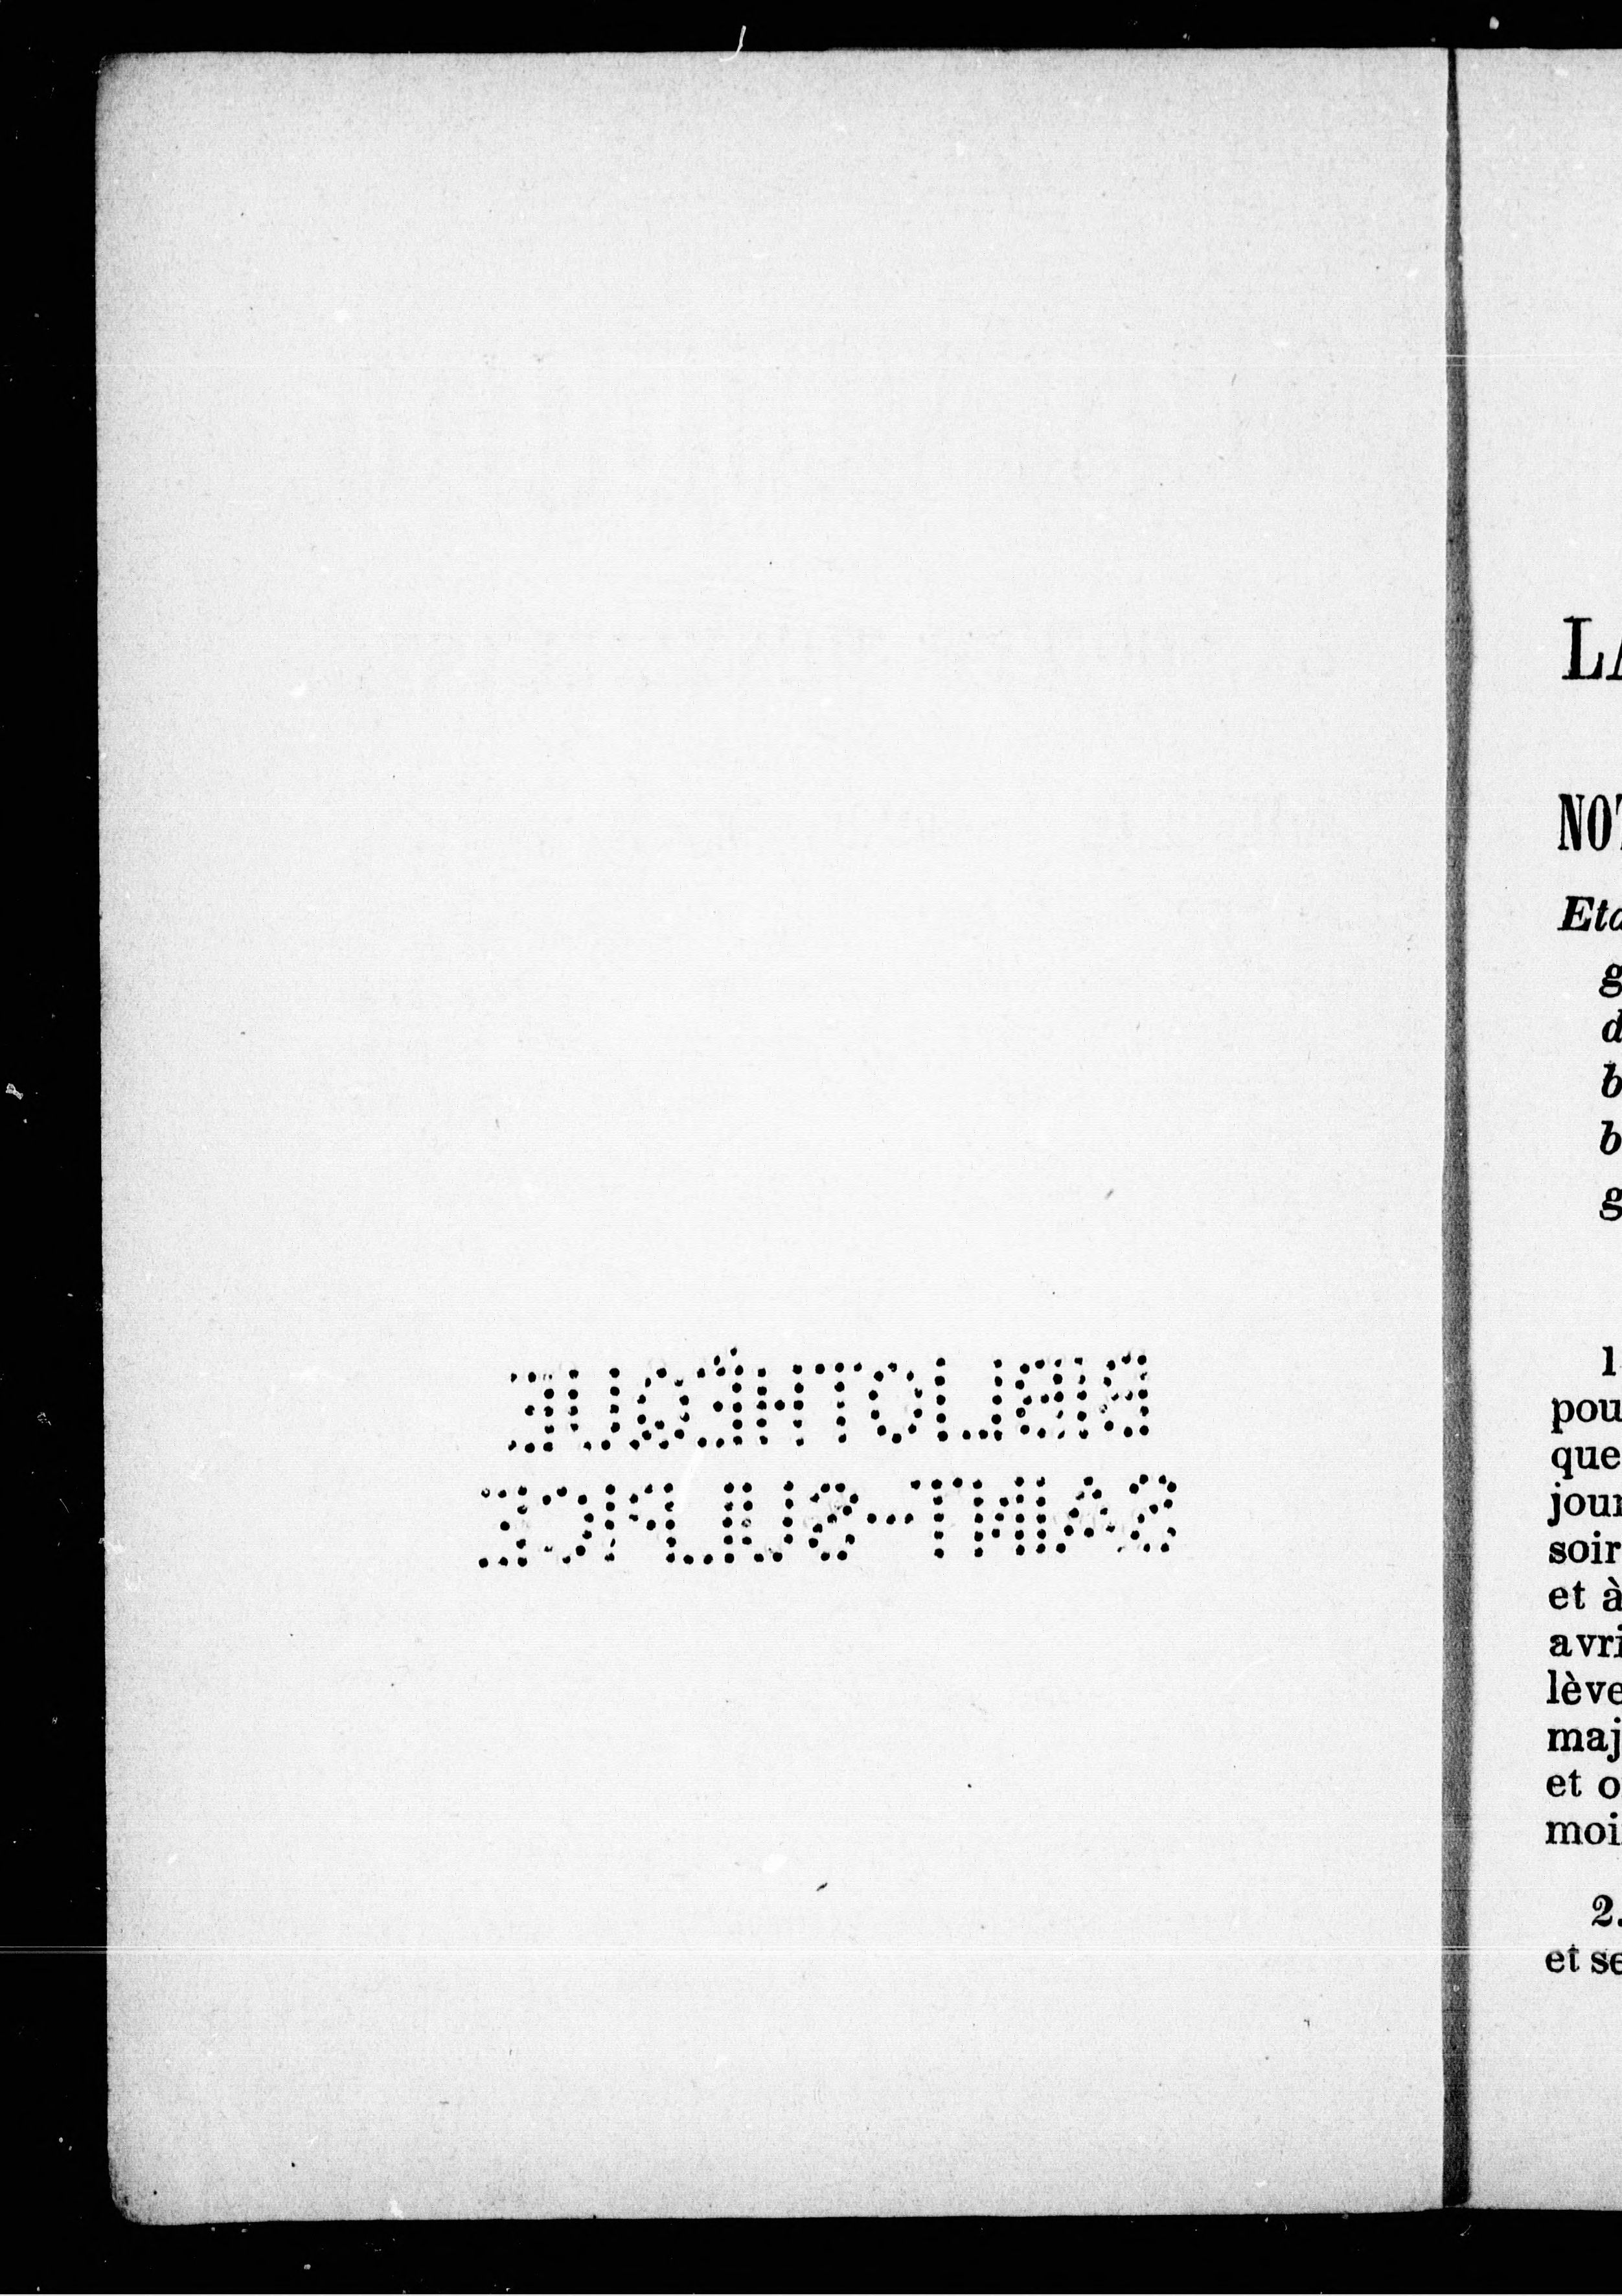 BIBLIOTHÈQUE
SAINT-SULPICE
LA
NOT
Eta
g
d
b
b
g
1
pou
que
jour
soir
et à
avri
lève
maj
et o
moi
2.
et se